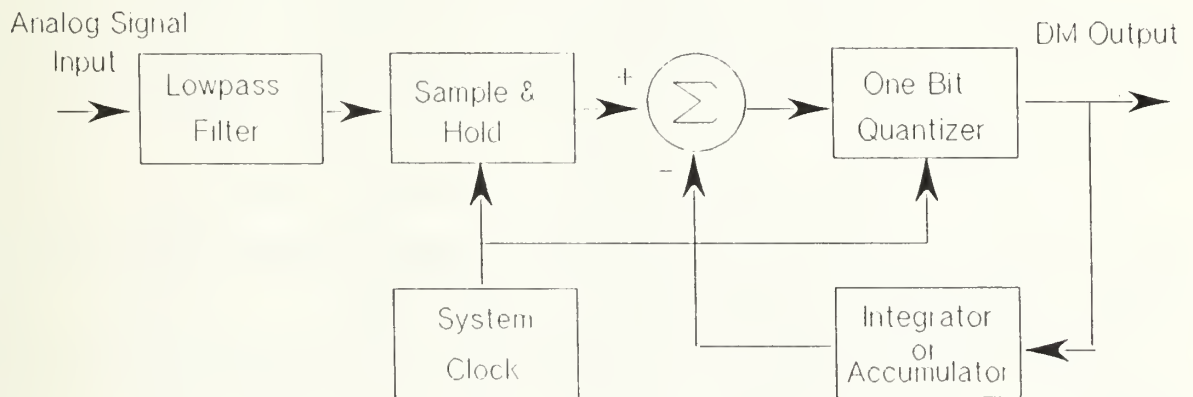 Analog Signal
Input
DM Output
Lowpass
Filter
Sample &
Hold
+
Σ
-
One Bit
Quantizer
System
Clock
Integrator
or
Accumulator